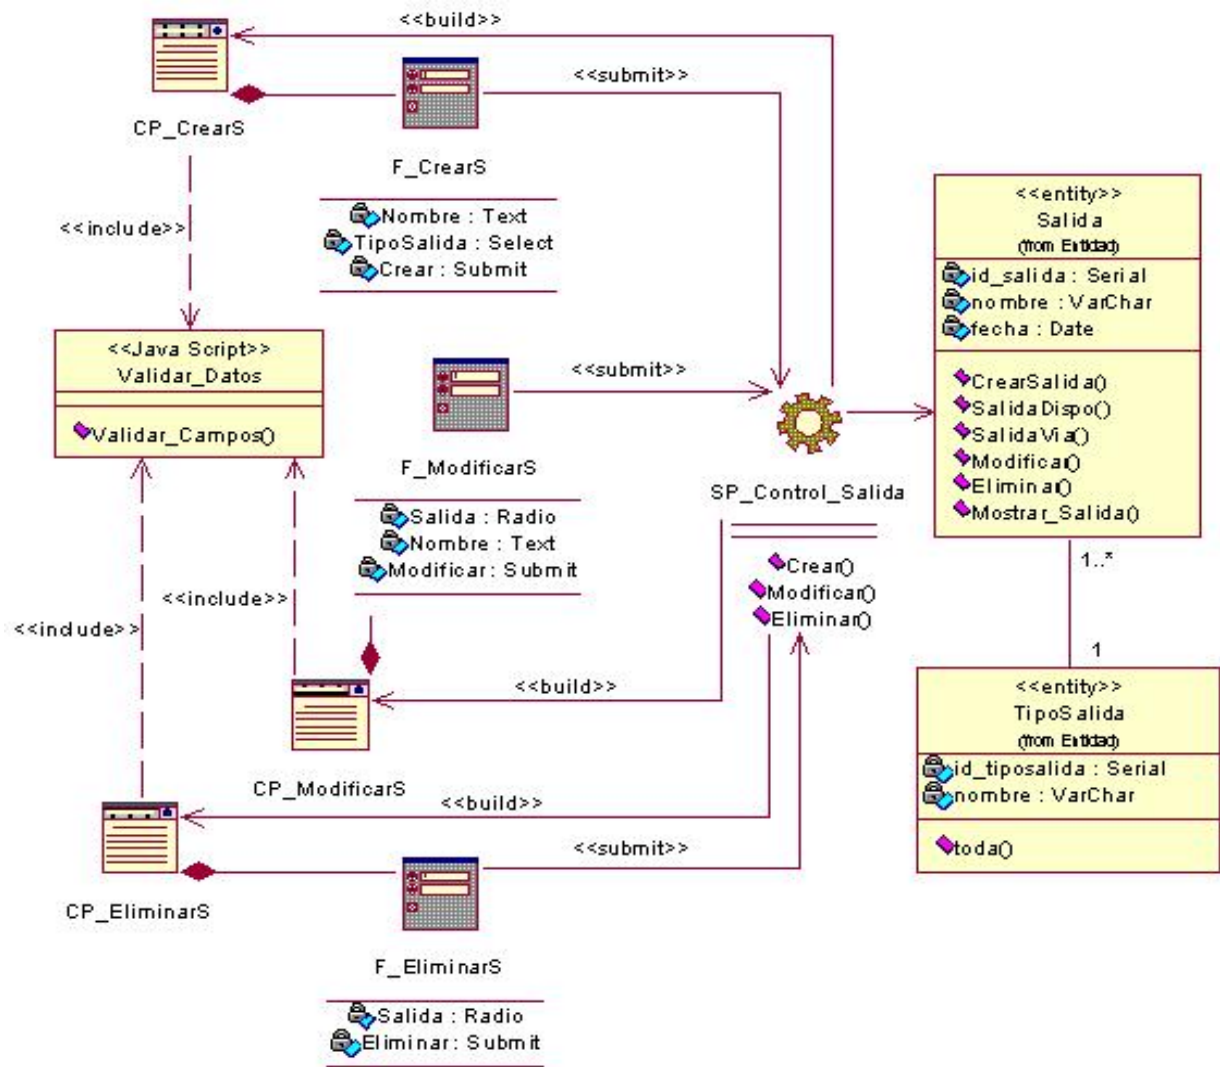 <<build>>
<<submit>>
CP_CrearS
F_CrearS
Nombre : Text
TipoSalida : Select
Crear : Submit
<<include>>
<<entity>>
Salida
(from Entidad)
id_salida : Serial
nombre : VarChar
fecha : Date
CrearSalida()
SalidaDispo()
SalidaVia()
Modificar()
Eliminar()
Mostrar_Salida()
<<Java Script>>
Validar_Datos
Validar_Campos()
<<submit>>
F_ModificarS
Salida : Radio
Nombre : Text
Modificar : Submit
SP_Control_Salida
Crear()
Modificar()
Eliminar()
1..*
1
<<include>>
<<include>>
<<build>>
CP_ModificarS
<<entity>>
TipoSalida
(from Entidad)
id_tiposalida : Serial
nombre : VarChar
toda()
<<build>>
<<submit>>
CP_EliminarS
F_EliminarS
Salida : Radio
Eliminar : Submit